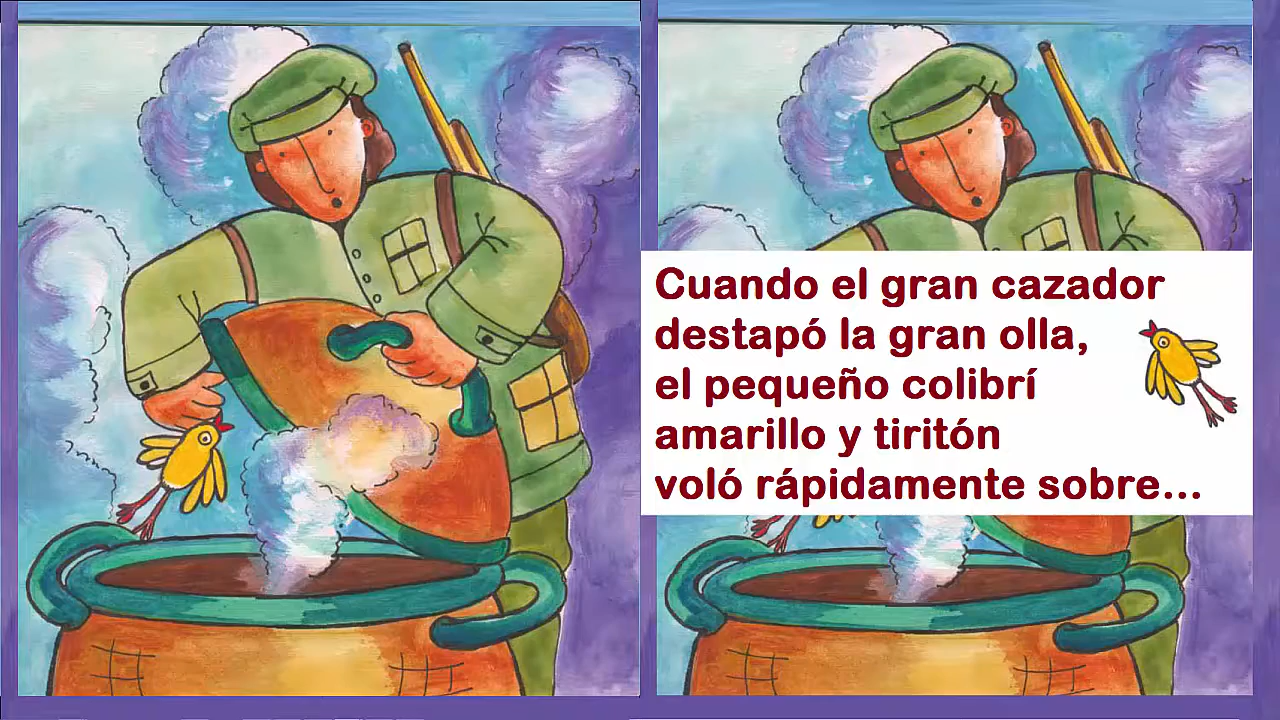 Cuando el gran cazador
destapó la gran olla,
el pequeño colibrí
amarillo y tiritón
voló rápidamente sobre...